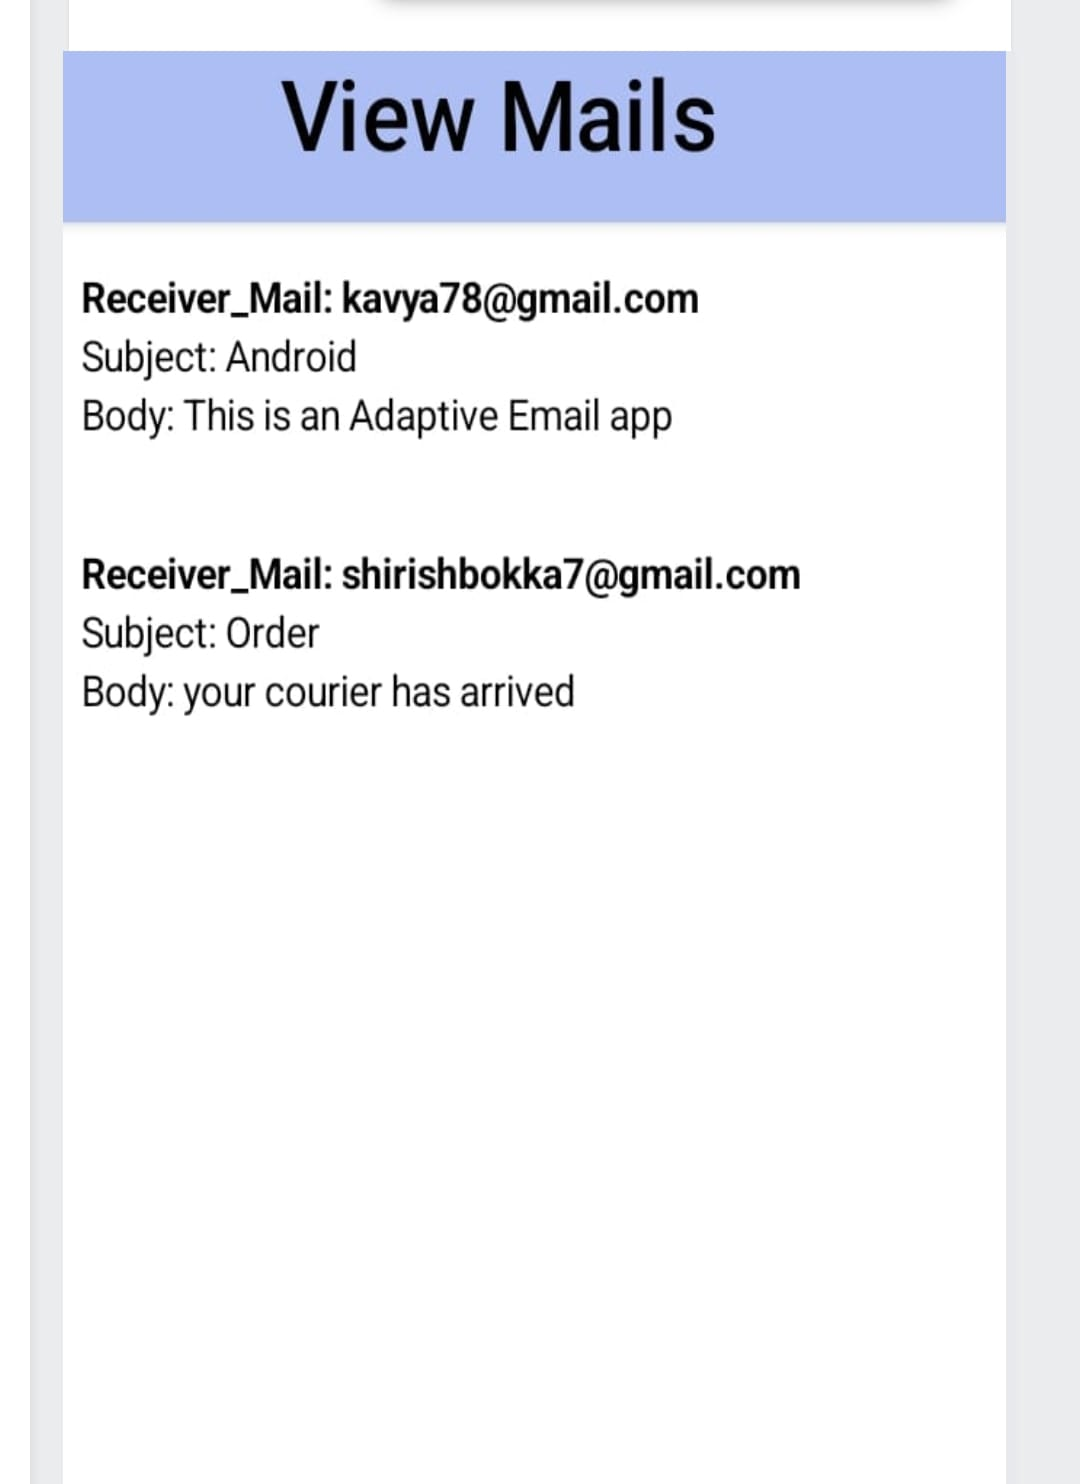 View Mails
Receiver_Mail: kavya78@gmail.com
Subject: Android
Body: This is an Adaptive Email app
Receiver_Mail: shirishbokka7@gmail.com
Subject: Order
Body: your courier has arrived